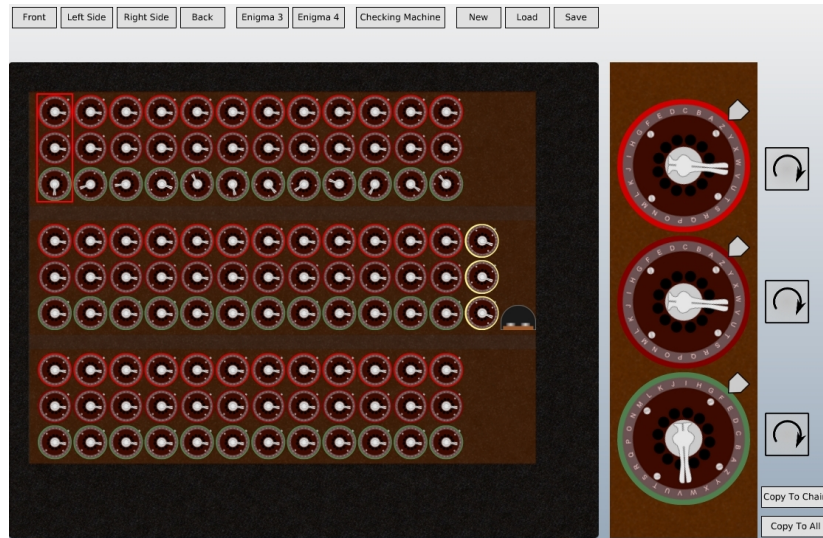 Front Left Side Right Side Back Enigma 3 Enigma 4 Checking Machine New Load Save
Copy To Chai
Copy To All